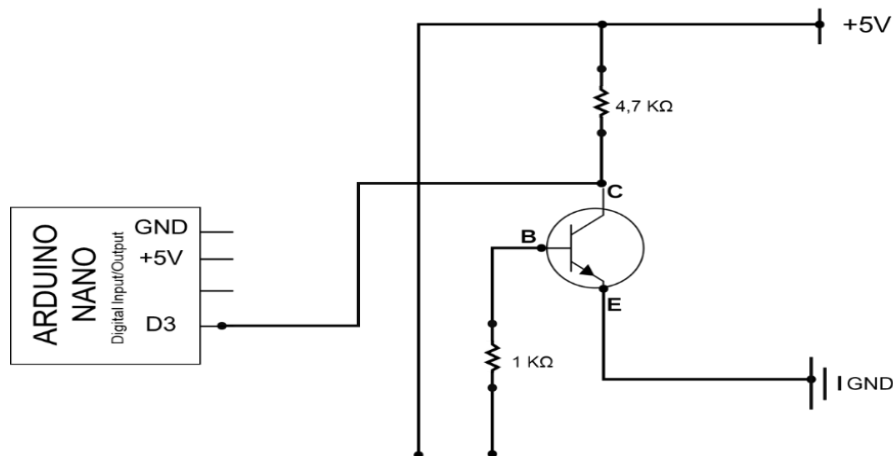 +5V
4,7 KΩ
C
B
E
GND
+5V
D3
ARDUINO
NANO
Digital Input/Output
1 KΩ
GND